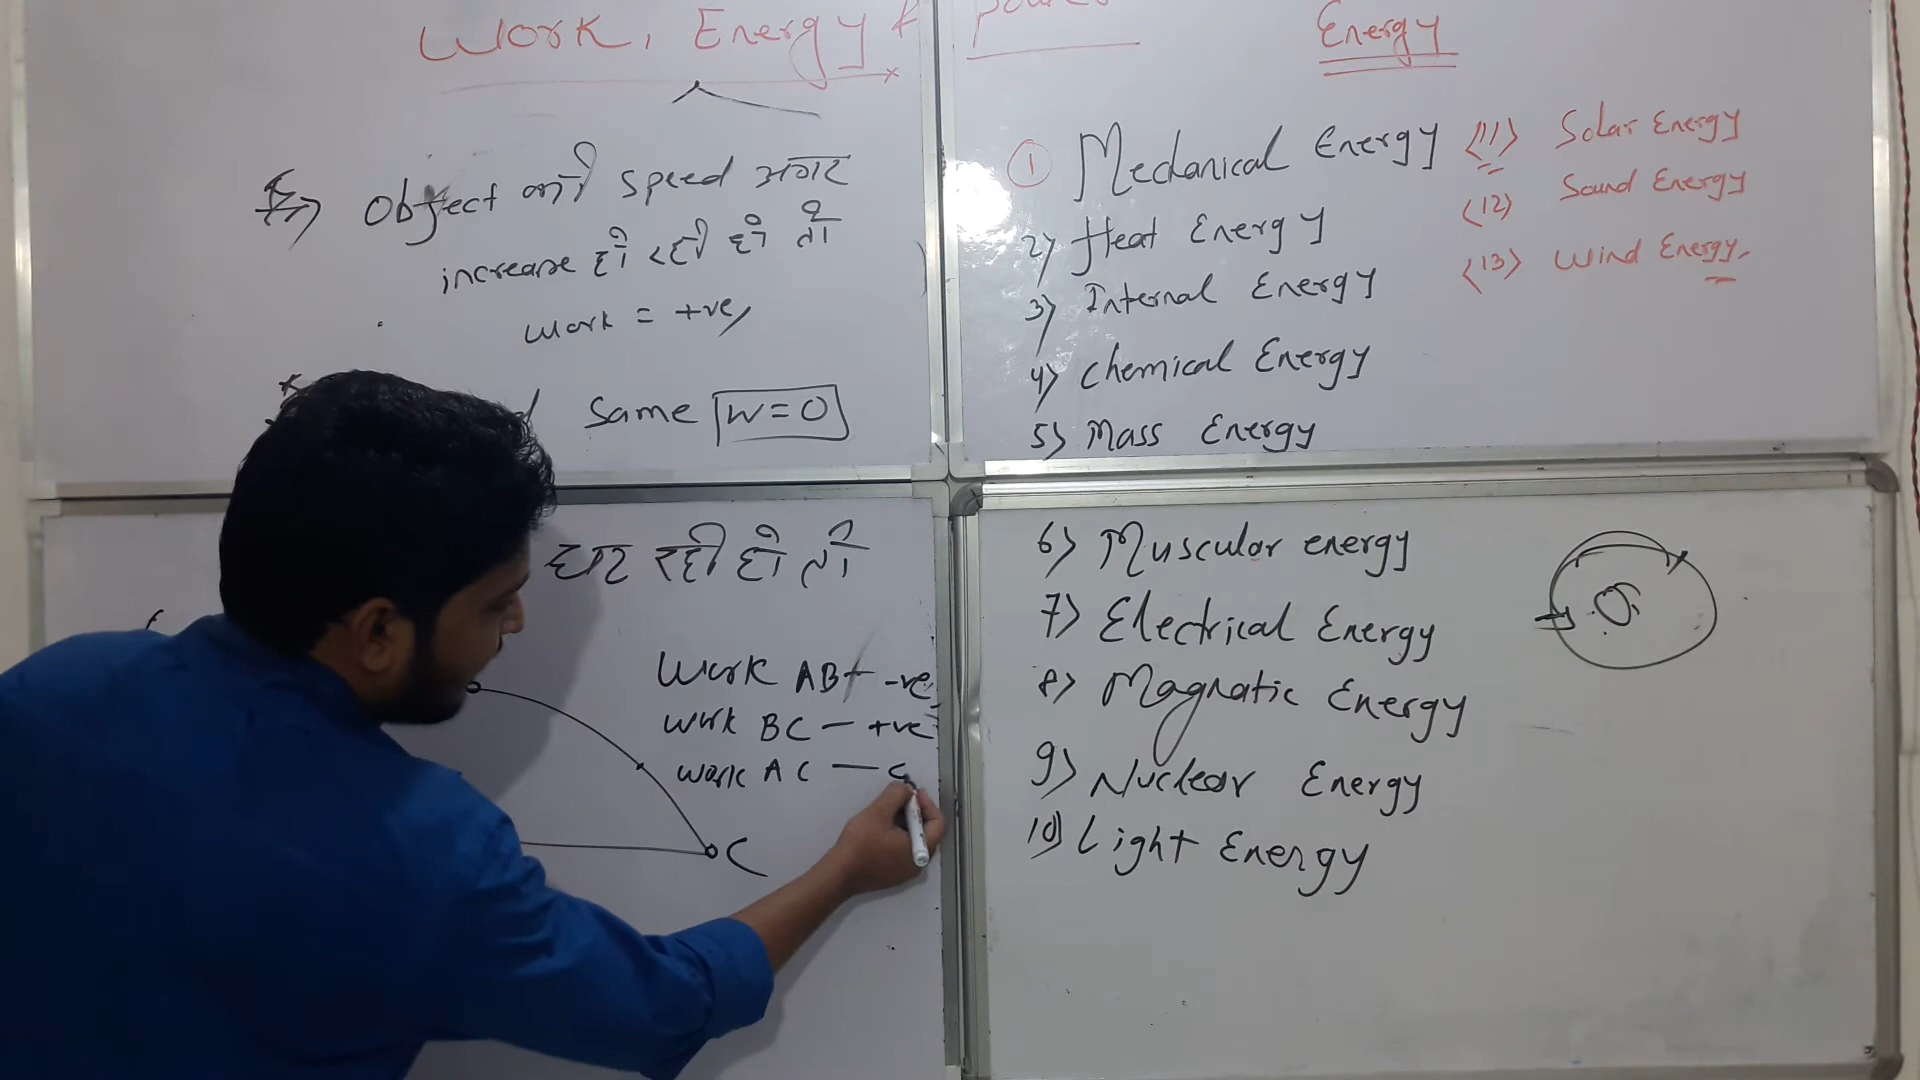 Work, Energy & power
Object की speed अगर
increase हो रही हो तो
work = +ve,
Same W=0
घट रही हो तो
Work AB - -ve
work BC — +ve
work AC —
C
Energy
1 Mechanical Energy
2) Heat Energy
3) Internal Energy
4) Chemical Energy
5) Mass Energy
6) Muscular energy
7) Electrical Energy
8) Magnatic Energy
9) Nuclear Energy
10) Light Energy
(11) Solar Energy
(12) Sound Energy
(13) Wind Energy.